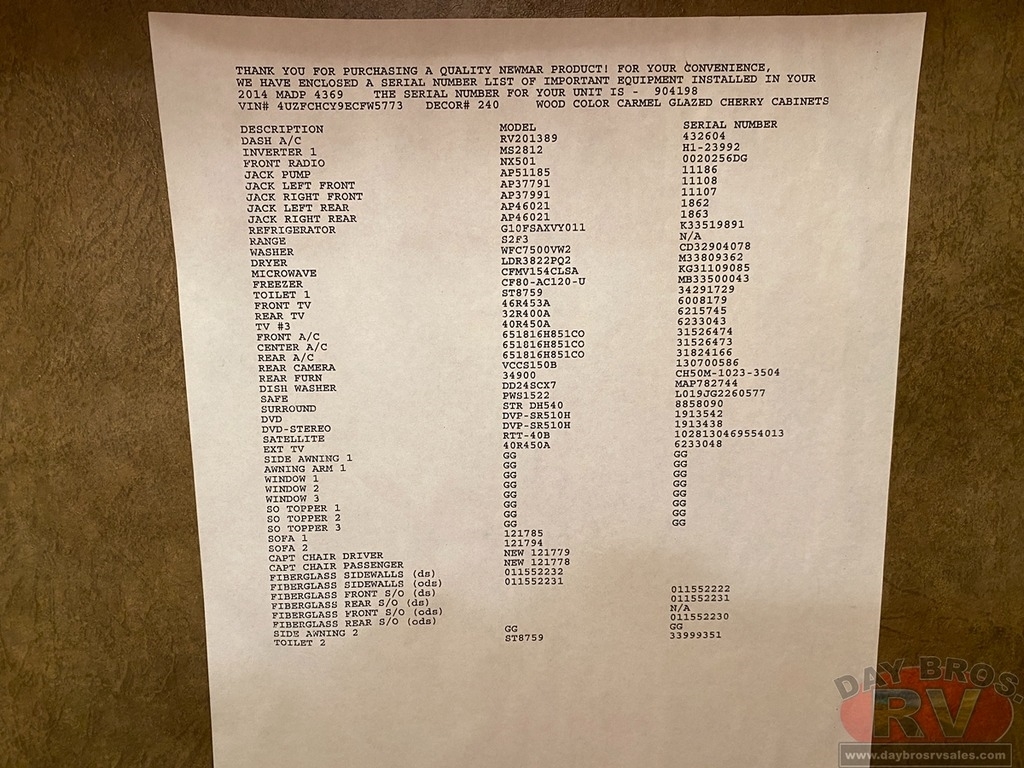 THANK YOU FOR PURCHASING A QUALITY NEWMAR PRODUCT! FOR YOUR CONVENIENCE,
WE HAVE ENCLOSED A SERIAL NUMBER LIST OF IMPORTANT EQUIPMENT INSTALLED IN YOUR
2014 MADP 4369 THE SERIAL NUMBER FOR YOUR UNIT IS - 904198
VIN# 4UZFCHCY9ECFW5773 DECOR# 240 WOOD COLOR CARMEL GLAZED CHERRY CABINETS
DESCRIPTION MODEL SERIAL NUMBER
DASH A/C RV201389 432604
INVERTER 1 MS2812 H1-23992
FRONT RADIO NX501 0020256DG
JACK PUMP AP51185 11186
JACK LEFT FRONT AP37791 11108
JACK RIGHT FRONT AP37991 11107
JACK LEFT REAR AP46021 1862
JACK RIGHT REAR AP46021 1863
REFRIGERATOR G10FSAXVY011 K33519891
RANGE S2F3 N/A
WASHER WFC7500VW2 CD32904078
DRYER LDR3822PQ2 M33809362
MICROWAVE CFMV154CLSA KG31109085
FREEZER CF80-AC120-U MB33500043
TOILET 1 ST8759 34291729
FRONT TV 46R453A 6008179
REAR TV 32R400A 6215745
TV #3 40R450A 6233043
FRONT A/C 651816H851CO 31526474
CENTER A/C 651816H851CO 31526473
REAR A/C 651816H851CO 31824166
REAR CAMERA VCCS150B 130700586
REAR FURN 34900 CH50M-1023-3504
DISH WASHER DD24SCX7 MAP782744
SAFE PWS1522 L019JG2260577
SURROUND STR DH540 8858090
DVD DVP-SR510H 1913542
DVD-STEREO DVP-SR510H 1913438
SATELLITE RTT-40B 1028130469554013
EXT TV 40R450A 6233048
SIDE AWNING 1 GG GG
AWNING ARM 1 GG GG
WINDOW 1 GG GG
WINDOW 2 GG GG
WINDOW 3 GG GG
SO TOPPER 1 GG GG
SO TOPPER 2 GG GG
SO TOPPER 3 GG GG
SOFA 1 121785
SOFA 2 121794
CAPT CHAIR DRIVER NEW 121779
CAPT CHAIR PASSENGER NEW 121778
FIBERGLASS SIDEWALLS (ds) 011552232
FIBERGLASS SIDEWALLS (ods) 011552231
FIBERGLASS FRONT S/O (ds) 011552222
FIBERGLASS REAR S/O (ds) 011552231
FIBERGLASS FRONT S/O (ods) N/A
FIBERGLASS REAR S/O (ods) 011552230
SIDE AWNING 2 GG GG
TOILET 2 ST8759 33999351
DAY BROS.
RV
www.daybrosrvsales.com